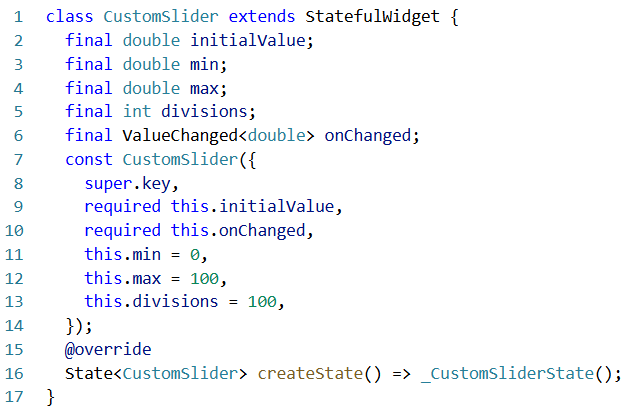 1 class CustomSlider extends StatefulWidget {
2   final double initialValue;
3   final double min;
4   final double max;
5   final int divisions;
6   final ValueChanged<double> onChanged;
7   const CustomSlider({
8     super.key,
9     required this.initialValue,
10     required this.onChanged,
11     this.min = 0,
12     this.max = 100,
13     this.divisions = 100,
14   });
15   @override
16   State<CustomSlider> createState() => _CustomSliderState();
17 }